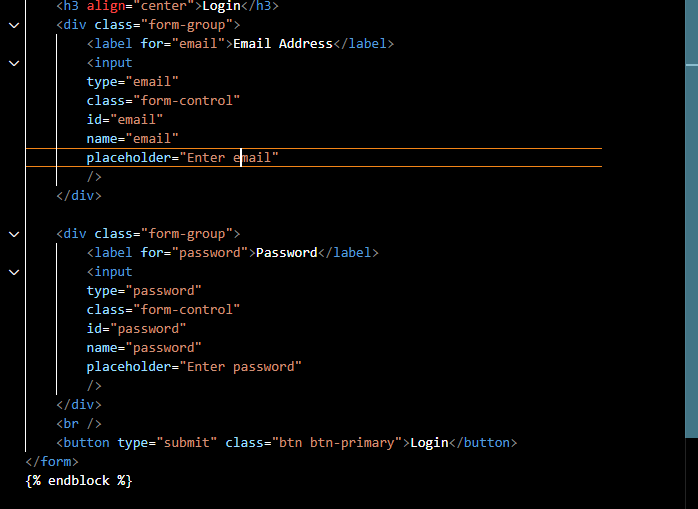 <h3 align="center">Login</h3>
<div class="form-group">
<label for="email">Email Address</label>
<input
type="email"
class="form-control"
id="email"
name="email"
placeholder="Enter email"
/>
</div>
<div class="form-group">
<label for="password">Password</label>
<input
type="password"
class="form-control"
id="password"
name="password"
placeholder="Enter password"
/>
</div>
<br />
<button type="submit" class="btn btn-primary">Login</button>
</form>
{% endblock %}